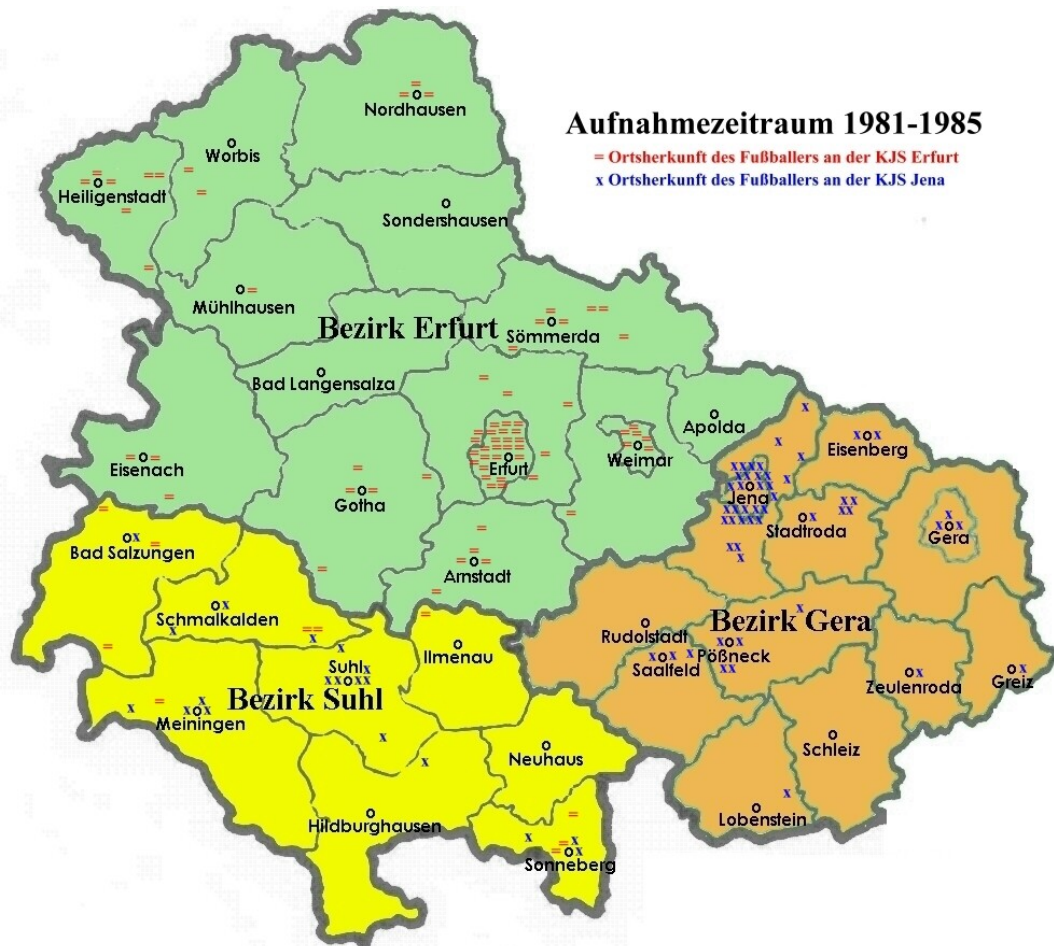 Aufnahmezeitraum 1981-1985
= Ortsherkunft des Fußballers an der KJS Erfurt
x Ortsherkunft des Fußballers an der KJS Jena
Nordhausen
Worbis
Heiligenstadt
Sondershausen
Mühlhausen
Bezirk Erfurt
Sömmerda
Bad Langensalza
Apolda
Eisenach
Erfurt
Weimar
Eisenberg
Gotha
Jena
Stadtroda
Gera
Bad Salzungen
Arnstadt
Schmalkalden
Ilmenau
Rudolstadt
Bezirk Gera
Suhl
Saalfeld
Pößneck
Zeulenroda
Greiz
Bezirk Suhl
Meiningen
Neuhaus
Schleiz
Hildburghausen
Lobenstein
Sonneberg